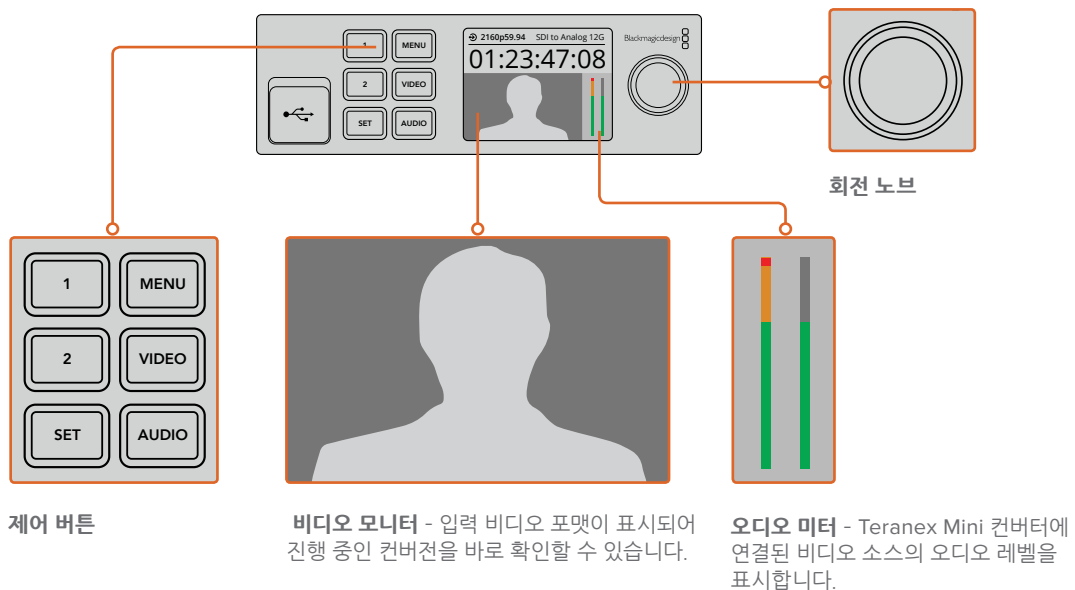 1 MENU
2160p59.94 SDI to Analog 12G
Blackmagicdesign
01:23:47:08
2 VIDEO
SET AUDIO
회전 노브
1 MENU
2 VIDEO
SET AUDIO
제어 버튼
비디오 모니터 - 입력 비디오 포맷이 표시되어
진행 중인 컨버전을 바로 확인할 수 있습니다.
오디오 미터 - Teranex Mini 컨버터에
연결된 비디오 소스의 오디오 레벨을
표시합니다.